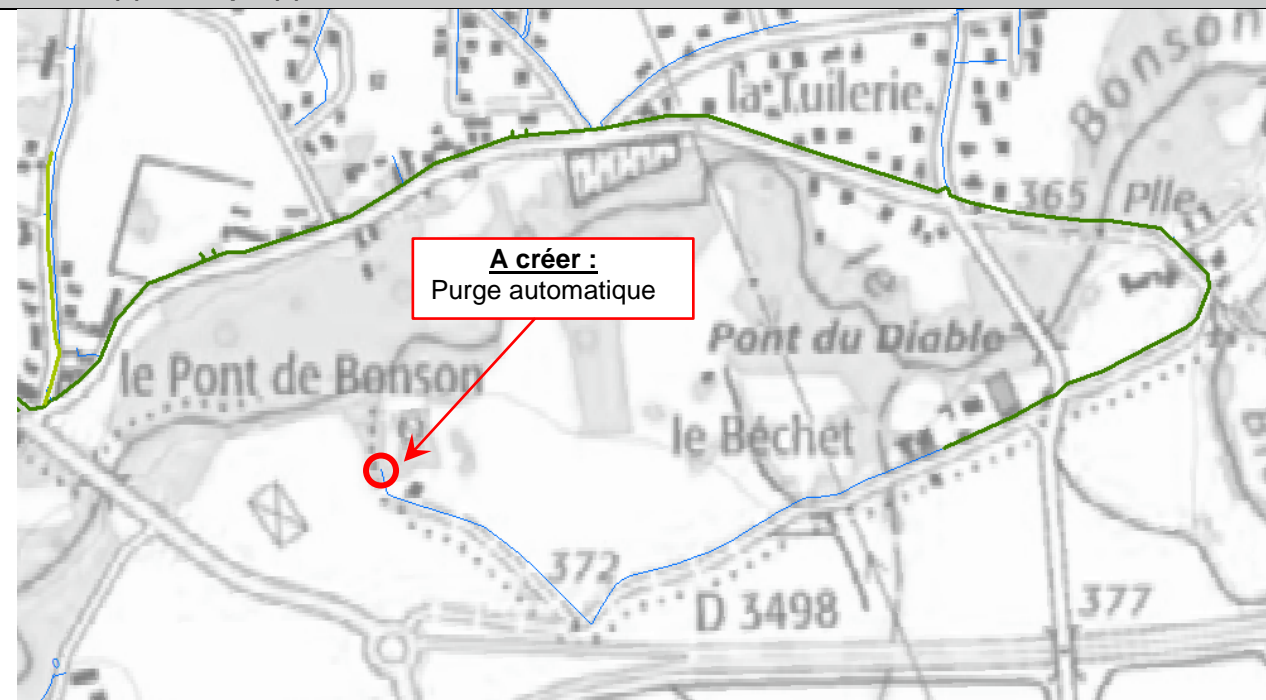 Bonson
la Tuilerie
365
Plle
A créer :
Purge automatique
Pont du Diable
le Pont de Bonson
le Béchet
372
D 3498
377